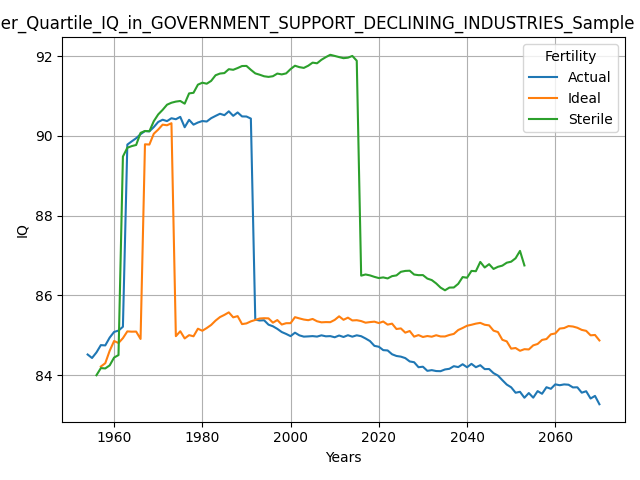 er_Quartile_IQ_in_GOVERNMENT_SUPPORT_DECLINING_INDUSTRIES_Sample
Fertility
Actual
Ideal
Sterile
92
90
88
86
84
IQ
1960 1980 2000 2020 2040 2060
Years